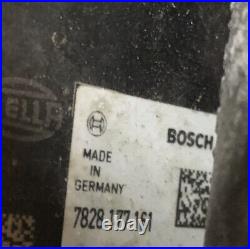 HELLA
BOSCH
MADE
IN
GERMANY
7828 177 191